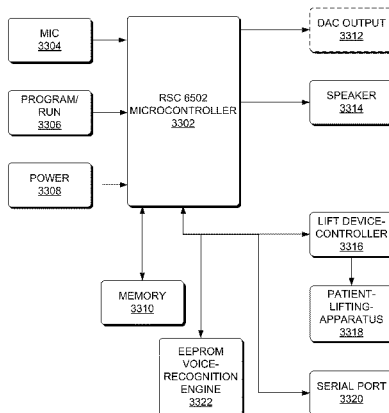 MIC
3304
PROGRAM/
RUN
3306
POWER
3308
RSC 6502
MICROCONTROLLER
3302
DAC OUTPUT
3312
SPEAKER
3314
LIFT DEVICE-
CONTROLLER
3316
MEMORY
3310
PATIENT-
LIFTING-
APPARATUS
3318
EEPROM
VOICE-
RECOGNITION
ENGINE
3322
SERIAL PORT
3320